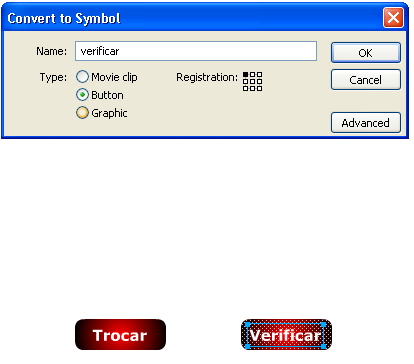 Convert to Symbol
Name: verificar
OK
Type: Movie clip Registration:
Cancel
Button
Graphic
Advanced
Trocar Verificar